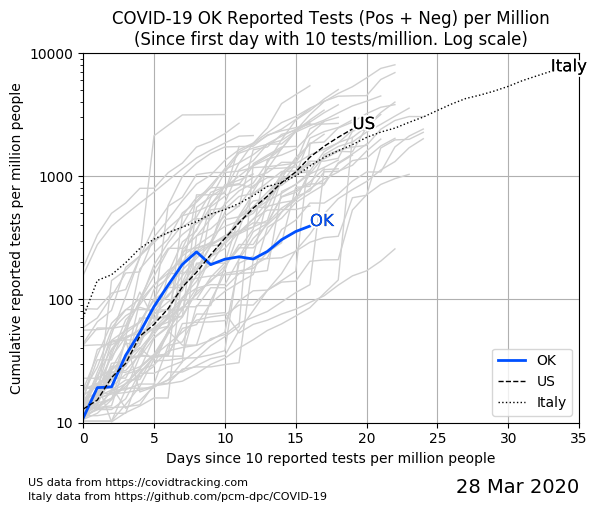 COVID-19 OK Reported Tests (Pos + Neg) per Million
(Since first day with 10 tests/million. Log scale)
Cumulative reported tests per million people
10000
1000
100
10
Italy
US
OK
OK
US
Italy
0 5 10 15 20 25 30 35
Days since 10 reported tests per million people
US data from https://covidtracking.com
Italy data from https://github.com/pcm-dpc/COVID-19
28 Mar 2020